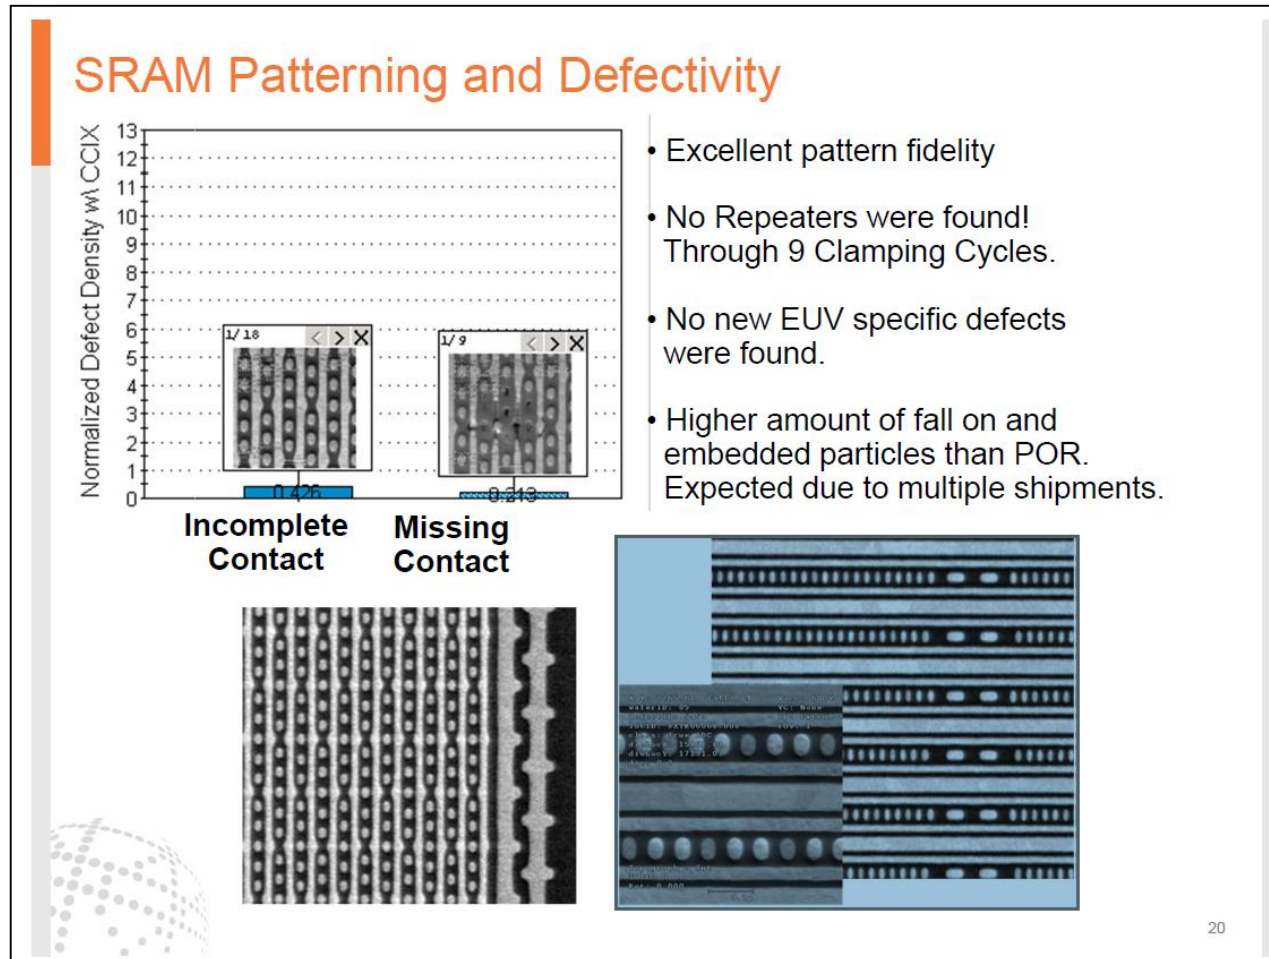 SRAM Patterning and Defectivity
Normalized Defect Density w\ CCIX
13
12
11
10
9
8
7
6
5
4
3
2
1
0
1/ 18
< > X
1/ 9
< > X
0.426
0.213
Incomplete
Contact
Missing
Contact
• Excellent pattern fidelity
• No Repeaters were found!
Through 9 Clamping Cycles.
• No new EUV specific defects
were found.
• Higher amount of fall on and
embedded particles than POR.
Expected due to multiple shipments.
20